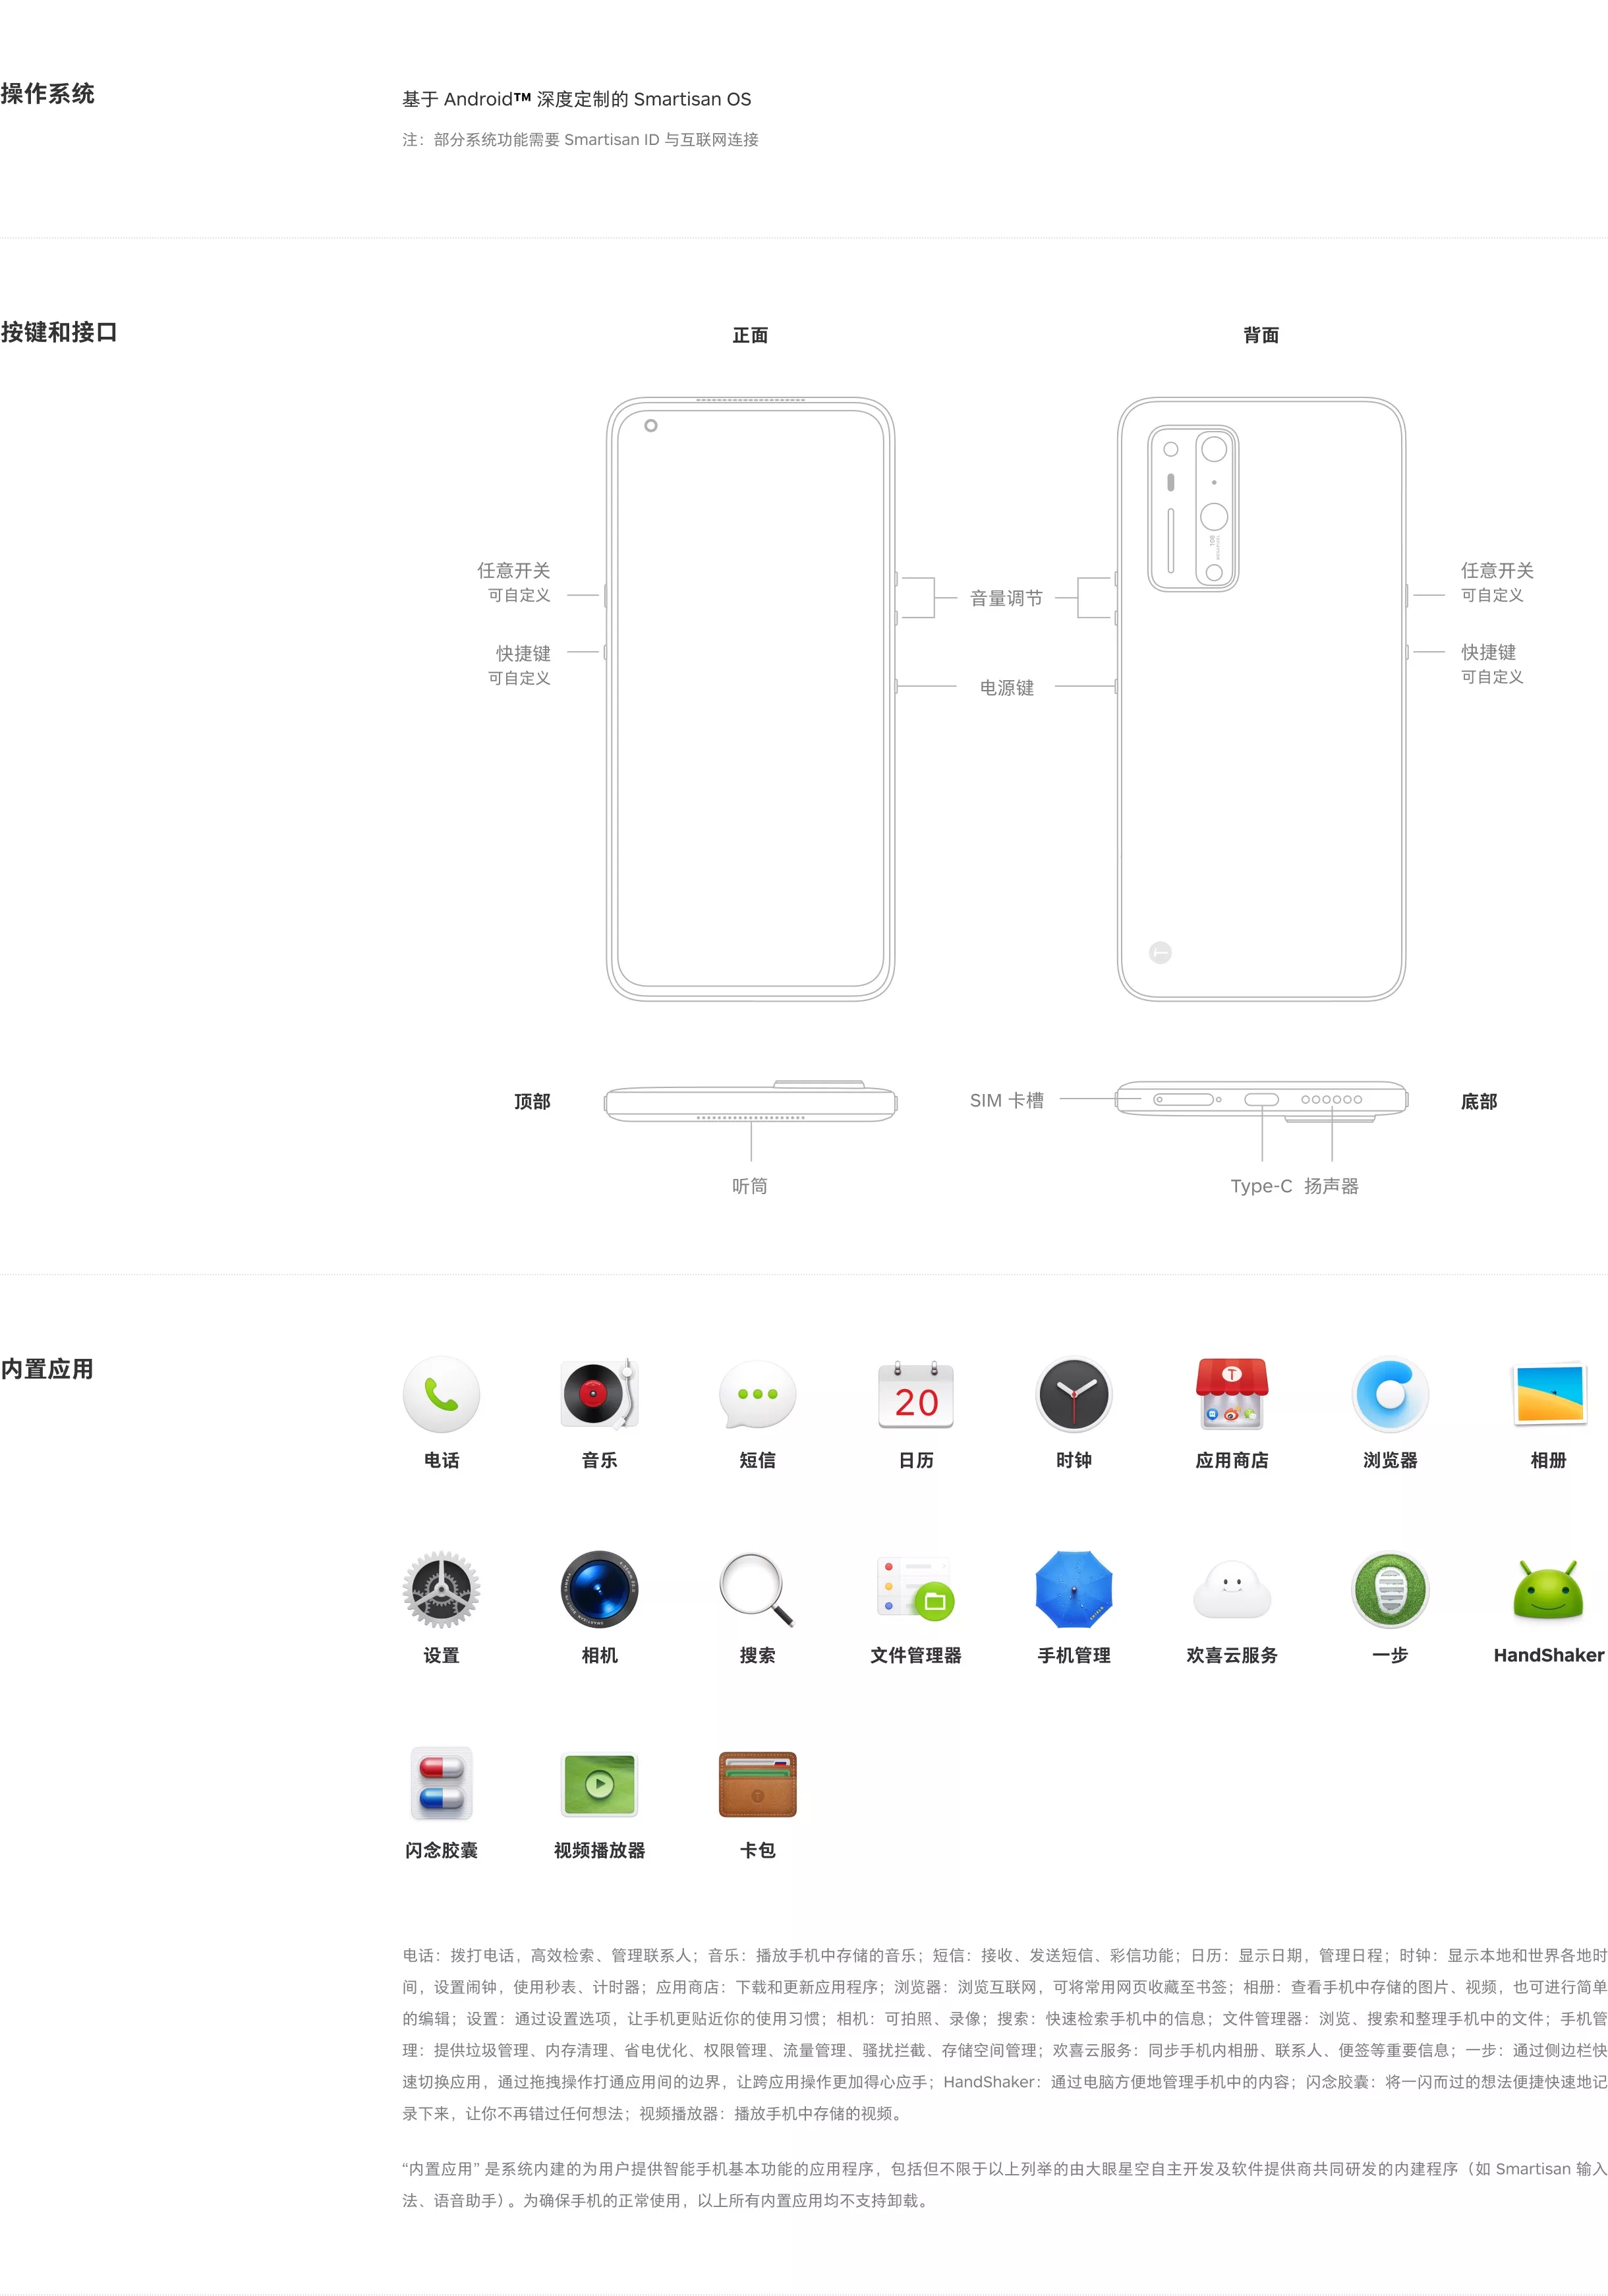 操作系统
基于 Android™ 深度定制的 Smartisan OS
注：部分系统功能需要 Smartisan ID 与互联网连接
按键和接口
正面
背面
任意开关
可自定义
快捷键
可自定义
音量调节
电源键
任意开关
可自定义
快捷键
可自定义
100
顶部
听筒
SIM 卡槽
底部
Type-C 扬声器
内置应用
20
T
电话 音乐 短信 日历 时钟 应用商店 浏览器 相册
设置 相机 搜索 文件管理器 手机管理 欢喜云服务 一步 HandShaker
闪念胶囊 视频播放器 卡包
电话：拨打电话，高效检索、管理联系人；音乐：播放手机中存储的音乐；短信：接收、发送短信、彩信功能；日历：显示日期，管理日程；时钟：显示本地和世界各地时
间，设置闹钟，使用秒表、计时器；应用商店：下载和更新应用程序；浏览器：浏览互联网，可将常用网页收藏至书签；相册：查看手机中存储的图片、视频，也可进行简单
的编辑；设置：通过设置选项，让手机更贴近你的使用习惯；相机：可拍照、录像；搜索：快速检索手机中的信息；文件管理器：浏览、搜索和整理手机中的文件；手机管
理：提供垃圾管理、内存清理、省电优化、权限管理、流量管理、骚扰拦截、存储空间管理；欢喜云服务：同步手机内相册、联系人、便签等重要信息；一步：通过侧边栏快
速切换应用，通过拖拽操作打通应用间的边界，让跨应用操作更加得心应手；HandShaker：通过电脑方便地管理手机中的内容；闪念胶囊：将一闪而过的想法便捷快速地记
录下来，让你不再错过任何想法；视频播放器：播放手机中存储的视频。
“内置应用” 是系统内建的为用户提供智能手机基本功能的应用程序，包括但不限于以上列举的由大眼星空自主开发及软件提供商共同研发的内建程序（如 Smartisan 输入
法、语音助手）。为确保手机的正常使用，以上所有内置应用均不支持卸载。